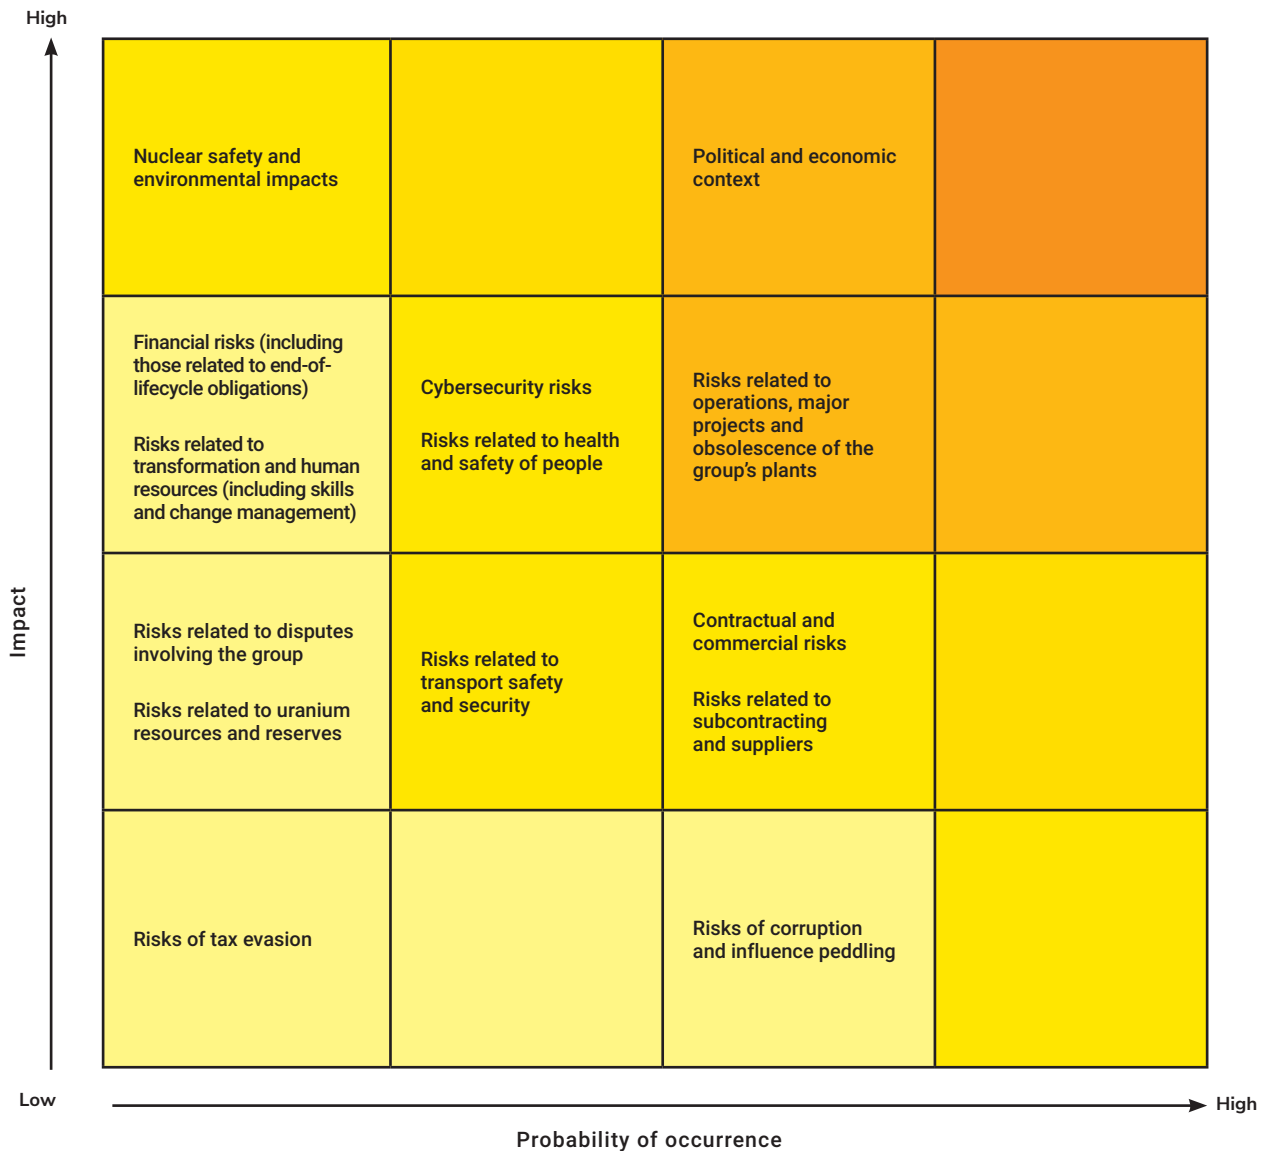 High
Nuclear safety and
environmental impacts
Political and economic
context
Financial risks (including
those related to end-of-
lifecycle obligations)
Risks related to
transformation and human
resources (including skills
and change management)
Cybersecurity risks
Risks related to health
and safety of people
Risks related to
operations, major
projects and
obsolescence of the
group's plants
Impact
Risks related to disputes
involving the group
Risks related to uranium
resources and reserves
Risks related to
transport safety
and security
Contractual and
commercial risks
Risks related to
subcontracting
and suppliers
Risks of tax evasion
Risks of corruption
and influence peddling
Low
High
Probability of occurrence